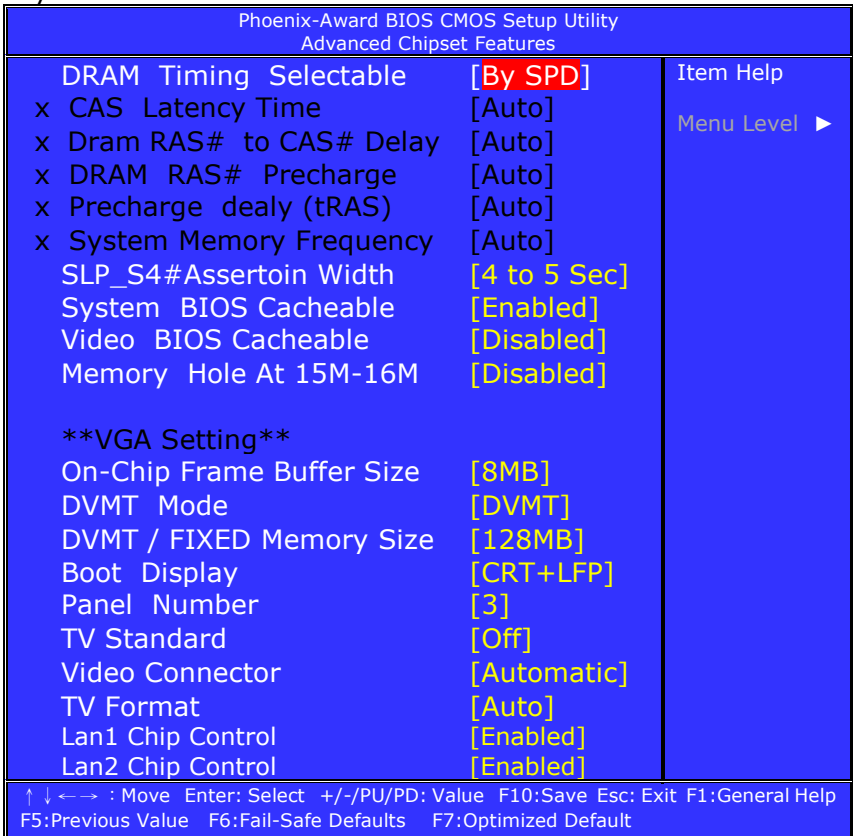 Phoenix-Award BIOS CMOS Setup Utility
Advanced Chipset Features
DRAM Timing Selectable [By SPD] Item Help
x CAS Latency Time [Auto]
Menu Level ►
x Dram RAS# to CAS# Delay [Auto]
x DRAM RAS# Precharge [Auto]
x Precharge dealy (tRAS) [Auto]
x System Memory Frequency [Auto]
SLP_S4#Assertoin Width [4 to 5 Sec]
System BIOS Cacheable [Enabled]
Video BIOS Cacheable [Disabled]
Memory Hole At 15M-16M [Disabled]
**VGA Setting**
On-Chip Frame Buffer Size [8MB]
DVMT Mode [DVMT]
DVMT / FIXED Memory Size [128MB]
Boot Display [CRT+LFP]
Panel Number [3]
TV Standard [Off]
Video Connector [Automatic]
TV Format [Auto]
Lan1 Chip Control [Enabled]
Lan2 Chip Control [Enabled]
↑↓←→ : Move Enter: Select +/-/PU/PD: Value F10:Save Esc: Exit F1:General Help
F5:Previous Value F6:Fail-Safe Defaults F7:Optimized Default